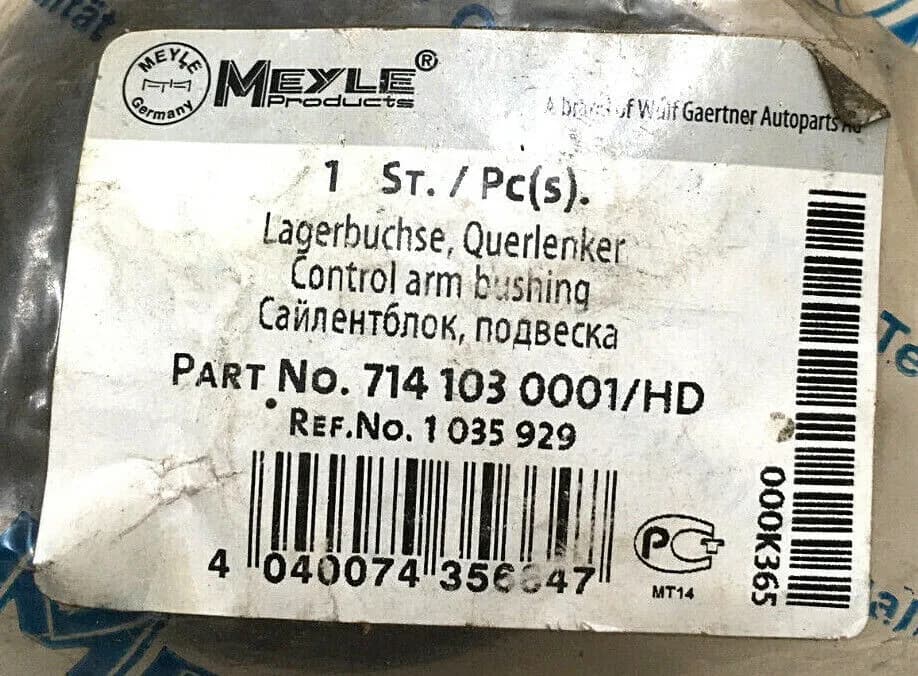 MEYLE
Germany
MEYLE®
Products
A brand of Wulf Gaertner Autoparts AG
1 St. / Pc(s).
Lagerbuchse, Querlenker
Control arm bushing
Сайлентблок, подвеска
PART No. 714 103 0001/HD
REF.No. 1 035 929
4 040074 356647
PC
MT14
000K365